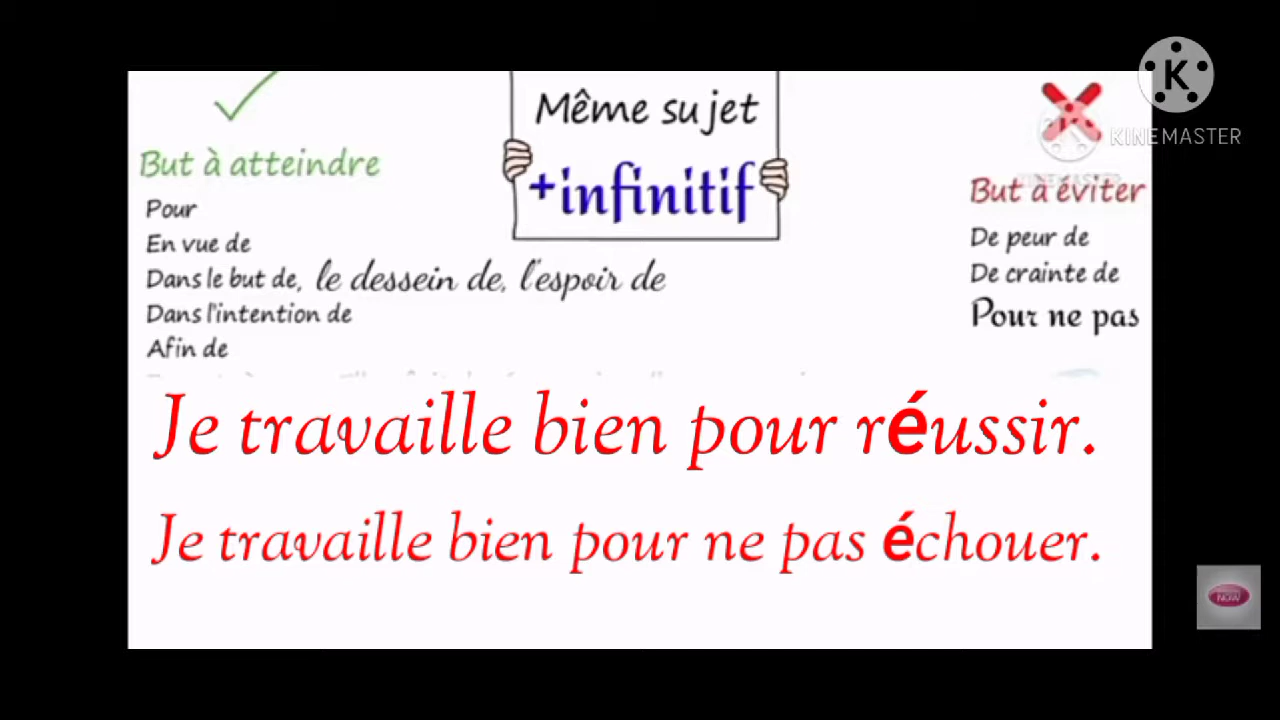 Même sujet
+infinitif
But à atteindre
Pour
En vue de
Dans le but de, le dessein de, l'espoir de
Dans l'intention de
Afin de
But à éviter
De peur de
De crainte de
Pour ne pas
Je travaille bien pour réussir.
Je travaille bien pour ne pas échouer.
K
KINEMASTER
NOW